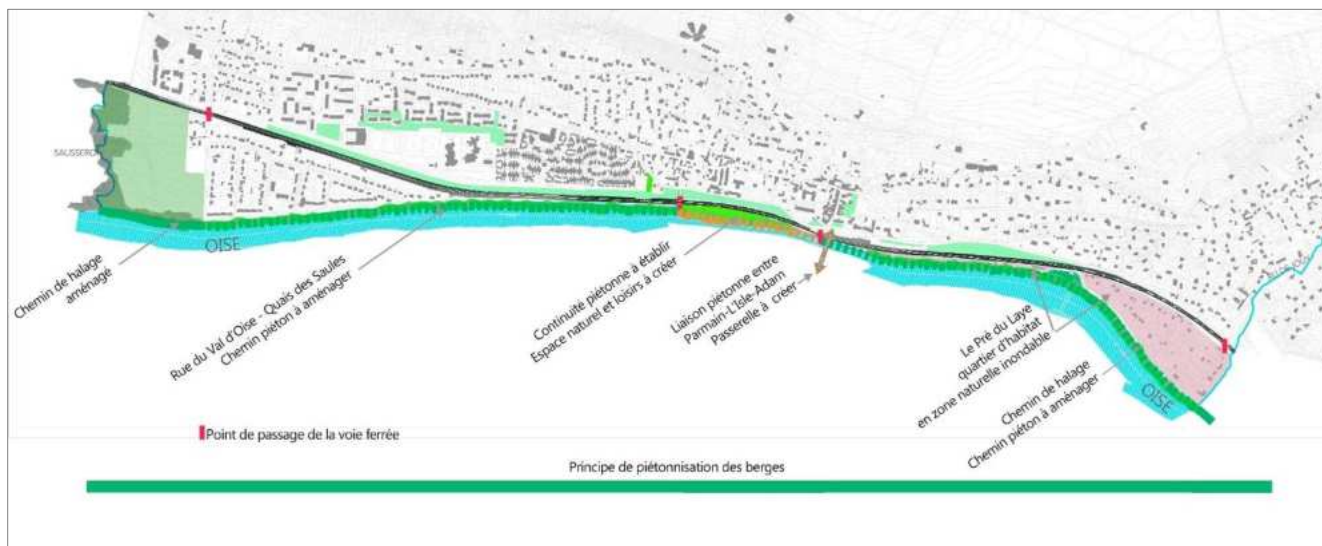 SAUSSERON
OISE
Chemin de halage
aménagé
Rue du Val d'Oise - Quais des Saules
Chemin piéton à aménager
Continuité piétonne à établir
Espace naturel et loisirs à créer
Liaison piétonne entre
Parmain-L'Isle-Adam
Passerelle à créer
Le Pré du Laye
quartier d'habitat
en zone naturelle inondable
Chemin de halage
Chemin piéton à aménager
OISE
Point de passage de la voie ferrée
Principe de piétonnisation des berges